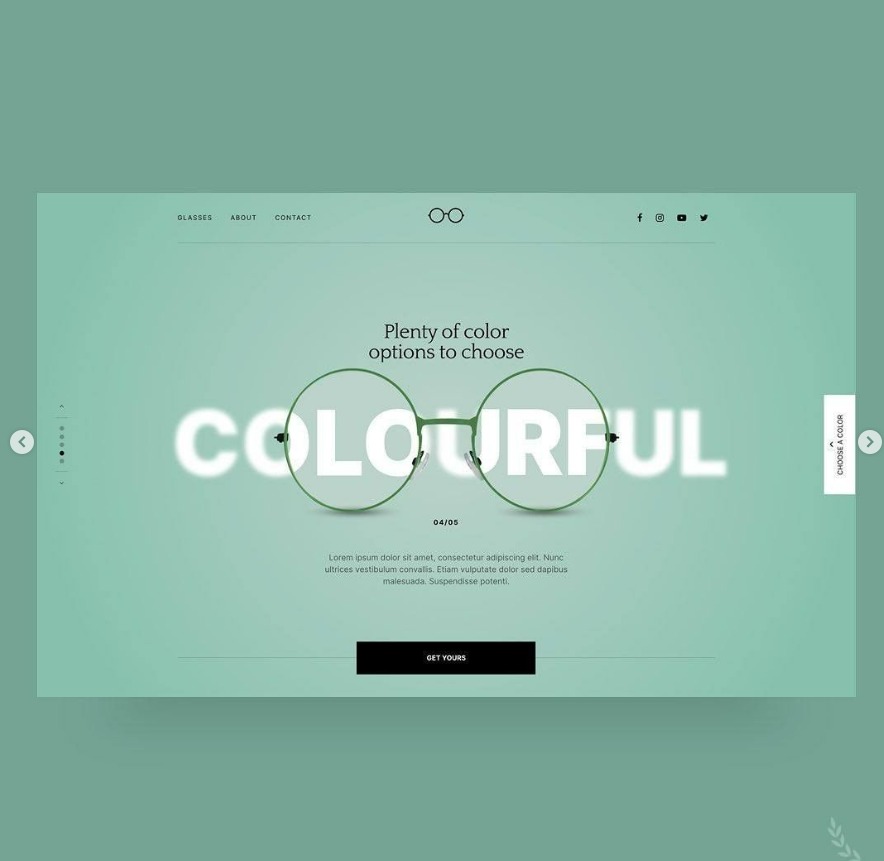 GLASSES ABOUT CONTACT
Plenty of color
options to choose
COLOURFUL
CHOOSE A COLOR
04/05
Lorem ipsum dolor sit amet, consectetur adipiscing elit. Nunc
ultrices vestibulum convallis. Etiam vulputate dolor sed dapibus
malesuada. Suspendisse potenti.
GET YOURS